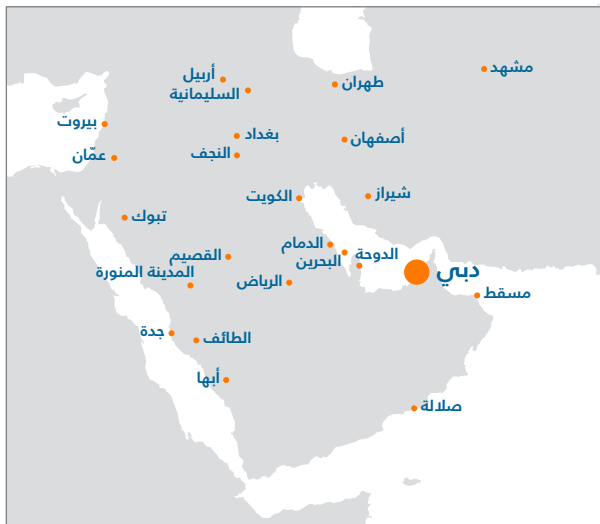 مشهد
أربيل
طهران
السليمانية
بيروت
بغداد
أصفهان
عمّان
النجف
الكويت
شيراز
تبوك
الدمام
القصيم
البحرين
الدوحة
المدينة المنورة
الرياض
دبي
مسقط
جدة
الطائف
أبها
صلالة